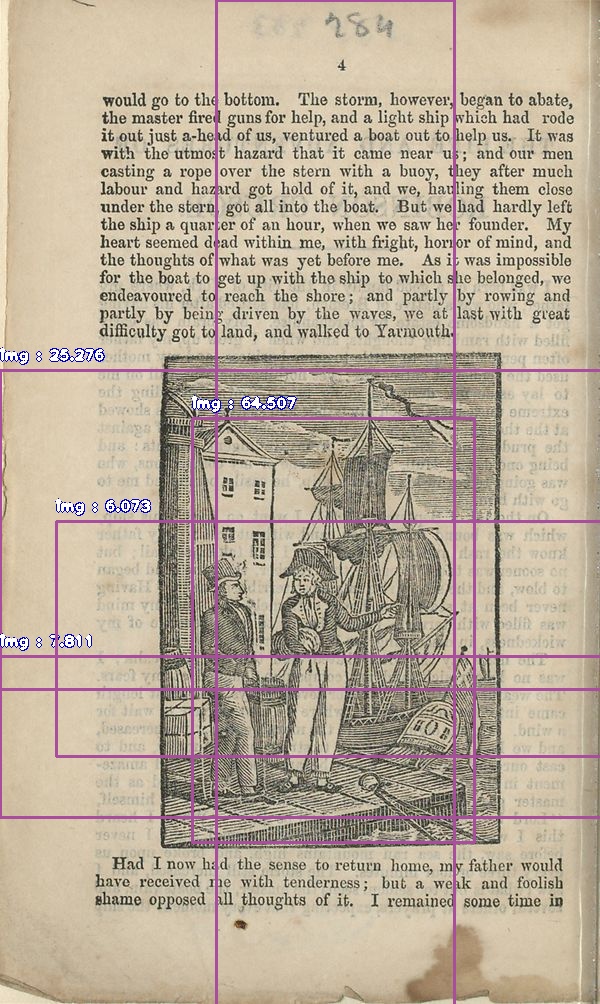 284
4
would go to the bottom. The storm, however, began to abate,
the master fired guns for help, and a light ship which had rode
it out just a-head of us, ventured a boat out to help us. It was
with the utmost hazard that it came near us; and our men
casting a rope over the stern with a buoy, they after much
labour and hazard got hold of it, and we, hauling them close
under the stern, got all into the boat. But we had hardly left
the ship a quarter of an hour, when we saw her founder. My
heart seemed dead within me, with fright, horror of mind, and
the thoughts of what was yet before me. As it was impossible
for the boat to get up with the ship to which she belonged, we
endeavoured to reach the shore; and partly by rowing and
partly by being driven by the waves, we at last with great
difficulty got to land, and walked to Yarmouth.
img : 25.276
img : 64.507
img : 6.073
img : 7.811
Had I now had the sense to return home, my father would
have received me with tenderness; but a weak and foolish
shame opposed all thoughts of it. I remained some time in